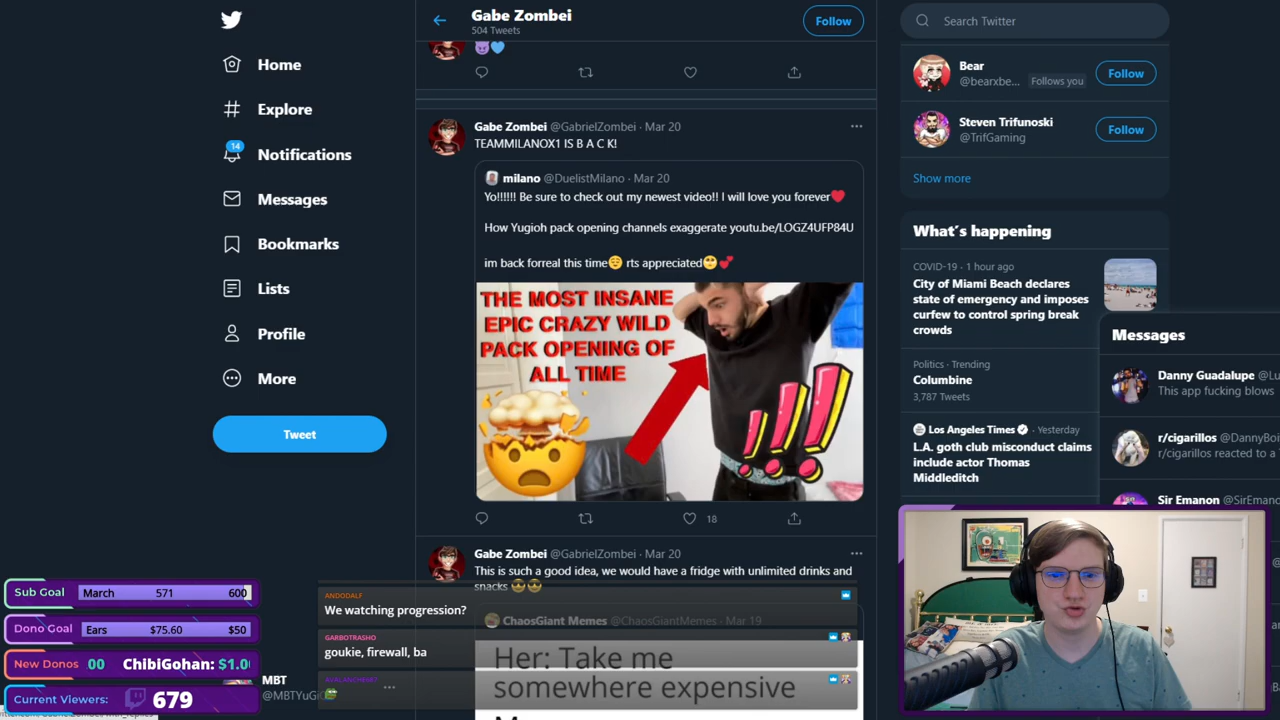 Home
Explore
14
Notifications
Messages
Bookmarks
Lists
Profile
More
Tweet
Gabe Zombei
504 Tweets
Follow
Gabe Zombei @GabrielZombei · Mar 20
TEAMMILANOX1 IS B A C K!
milano @DuelistMilano · Mar 20
Yo!!!!!! Be sure to check out my newest video!! I will love you forever
How Yugioh pack opening channels exaggerate youtu.be/LOGZ4UFP84U
im back forreal this time rts appreciated
THE MOST INSANE
EPIC CRAZY WILD
PACK OPENING OF
ALL TIME
!!!
18
Gabe Zombei @GabrielZombei · Mar 20
This is such a good idea, we would have a fridge with unlimited drinks and
snacks
ChaosGiant Memes @ChaosGiantMemes · Mar 19
Her: Take me
somewhere expensive
Search Twitter
Bear
@bearxbe... Follows you
Follow
Steven Trifunoski
@TrifGaming
Follow
Show more
What's happening
COVID-19 · 1 hour ago
City of Miami Beach declares
state of emergency and imposes
curfew to control spring break
crowds
Politics · Trending
Columbine
3,787 Tweets
Los Angeles Times · Yesterday
L.A. goth club misconduct claims
include actor Thomas
Middleditch
Messages
Danny Guadalupe @Lu
This app fucking blows
r/cigarillos @DannyBoi
r/cigarillos reacted to a
Sir Emanon @SirEmano
Sub Goal March 571 600
Dono Goal Ears $75.60 $50
New Donos 00 ChibiGohan: $1.0
Current Viewers: 679
MBT
ANDODALF
We watching progression?
GARBOTRASHO
goukie, firewall, ba